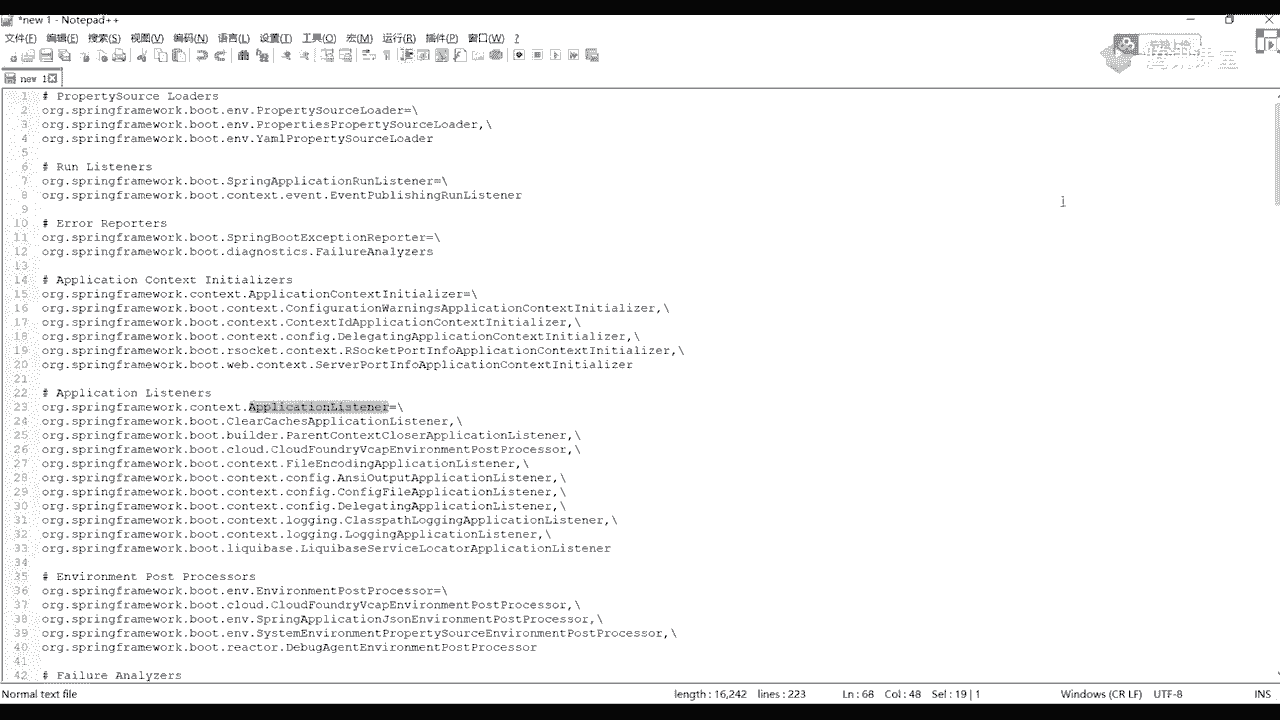 *new 1 - Notepad++
文件(F) 编辑(E) 搜索(S) 视图(V) 编码(N) 语言(L) 设置(T) 工具(O) 宏(M) 运行(R) 插件(P) 窗口(W) ?
new 1
1 # PropertySource Loaders
2 org.springframework.boot.env.PropertySourceLoader=\
3 org.springframework.boot.env.PropertiesPropertySourceLoader,\
4 org.springframework.boot.env.YamlPropertySourceLoader
5
6 # Run Listeners
7 org.springframework.boot.SpringApplicationRunListener=\
8 org.springframework.boot.context.event.EventPublishingRunListener
9
10 # Error Reporters
11 org.springframework.boot.SpringBootExceptionReporter=\
12 org.springframework.boot.diagnostics.FailureAnalyzers
13
14 # Application Context Initializers
15 org.springframework.context.ApplicationContextInitializer=\
16 org.springframework.boot.context.ConfigurationWarningsApplicationContextInitializer,\
17 org.springframework.boot.context.ContextIdApplicationContextInitializer,\
18 org.springframework.boot.context.config.DelegatingApplicationContextInitializer,\
19 org.springframework.boot.rsocket.context.RSocketPortInfoApplicationContextInitializer,\
20 org.springframework.boot.web.context.ServerPortInfoApplicationContextInitializer
21
22 # Application Listeners
23 org.springframework.context.ApplicationListener=\
24 org.springframework.boot.ClearCachesApplicationListener,\
25 org.springframework.boot.builder.ParentContextCloserApplicationListener,\
26 org.springframework.boot.cloud.CloudFoundryVcapEnvironmentPostProcessor,\
27 org.springframework.boot.context.FileEncodingApplicationListener,\
28 org.springframework.boot.context.config.AnsiOutputApplicationListener,\
29 org.springframework.boot.context.config.ConfigFileApplicationListener,\
30 org.springframework.boot.context.config.DelegatingApplicationListener,\
31 org.springframework.boot.context.logging.ClasspathLoggingApplicationListener,\
32 org.springframework.boot.context.logging.LoggingApplicationListener,\
33 org.springframework.boot.liquibase.LiquibaseServiceLocatorApplicationListener
34
35 # Environment Post Processors
36 org.springframework.boot.env.EnvironmentPostProcessor=\
37 org.springframework.boot.cloud.CloudFoundryVcapEnvironmentPostProcessor,\
38 org.springframework.boot.env.SpringApplicationJsonEnvironmentPostProcessor,\
39 org.springframework.boot.env.SystemEnvironmentPropertySourceEnvironmentPostProcessor,\
40 org.springframework.boot.reactor.DebugAgentEnvironmentPostProcessor
41
42 # Failure Analyzers
Normal text file length : 16,242 lines : 223 Ln : 68 Col : 48 Sel : 19 | 1 Windows (CR LF) UTF-8 INS